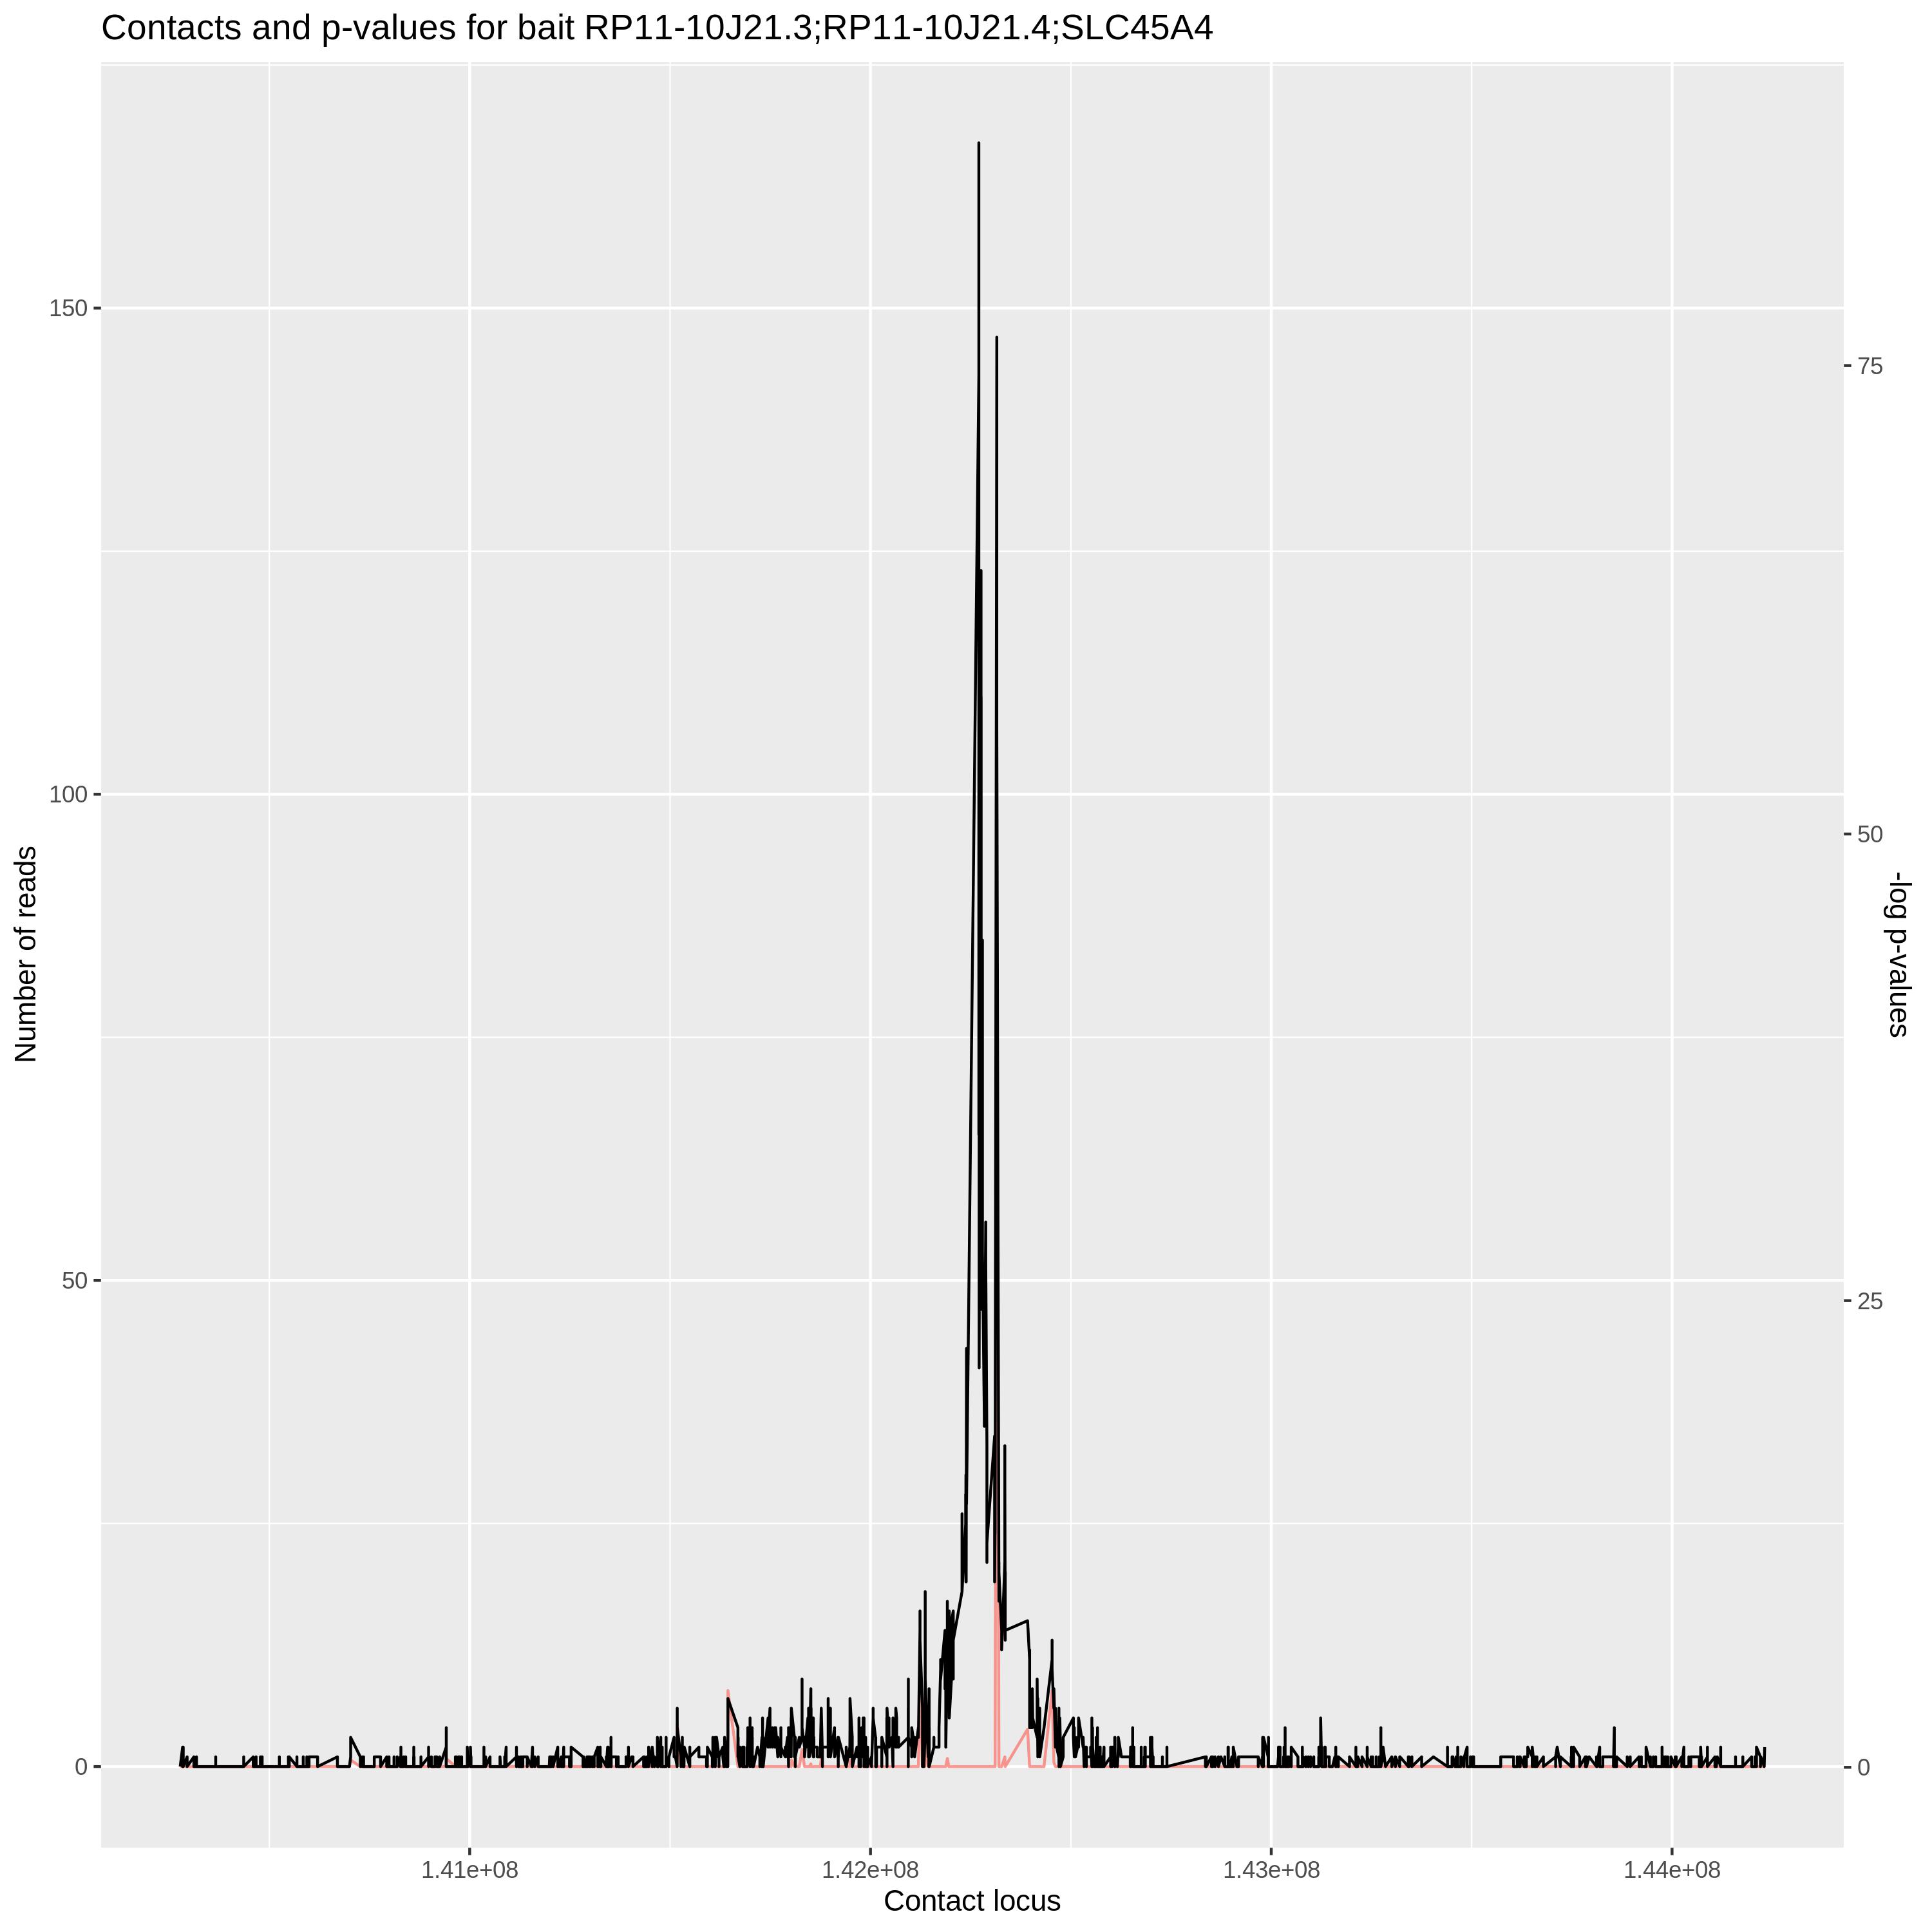 Contacts and p-values for bait RP11-10J21.3;RP11-10J21.4;SLC45A4
150
100
50
0
Number of reads
75
50
25
0
-log p-values
1.41e+08 1.42e+08 1.43e+08 1.44e+08
Contact locus